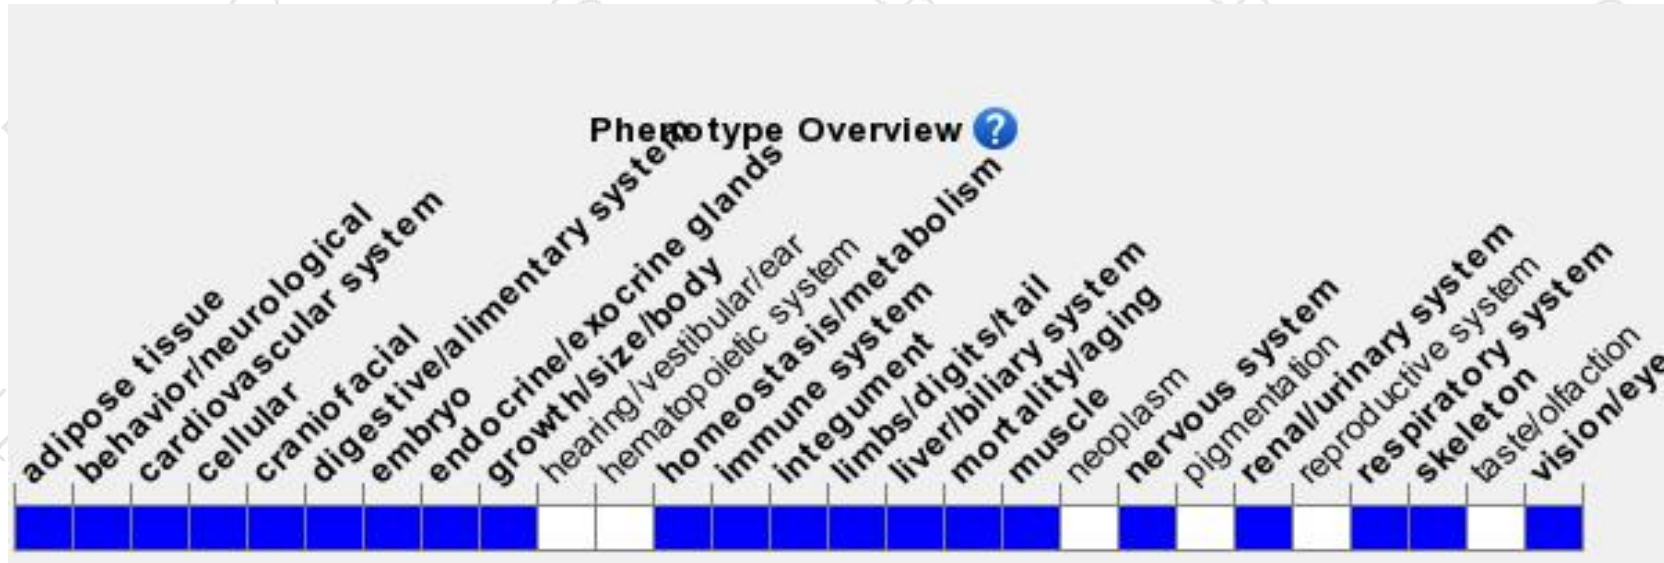 Phenotype Overview ?
adipose tissue
behavior/neurological
cardiovascular system
cellular
craniofacial
digestive/alimentary system
embryo
endocrine/exocrine glands
growth/size/body
hearing/vestibular/ear
hematopoietic system
homeostasis/metabolism
immune system
integument
limbs/digits/tail
liver/biliary system
mortality/aging
muscle
neoplasm
nervous system
pigmentation
renal/urinary system
reproductive system
respiratory system
skeleton
taste/olfaction
vision/eye